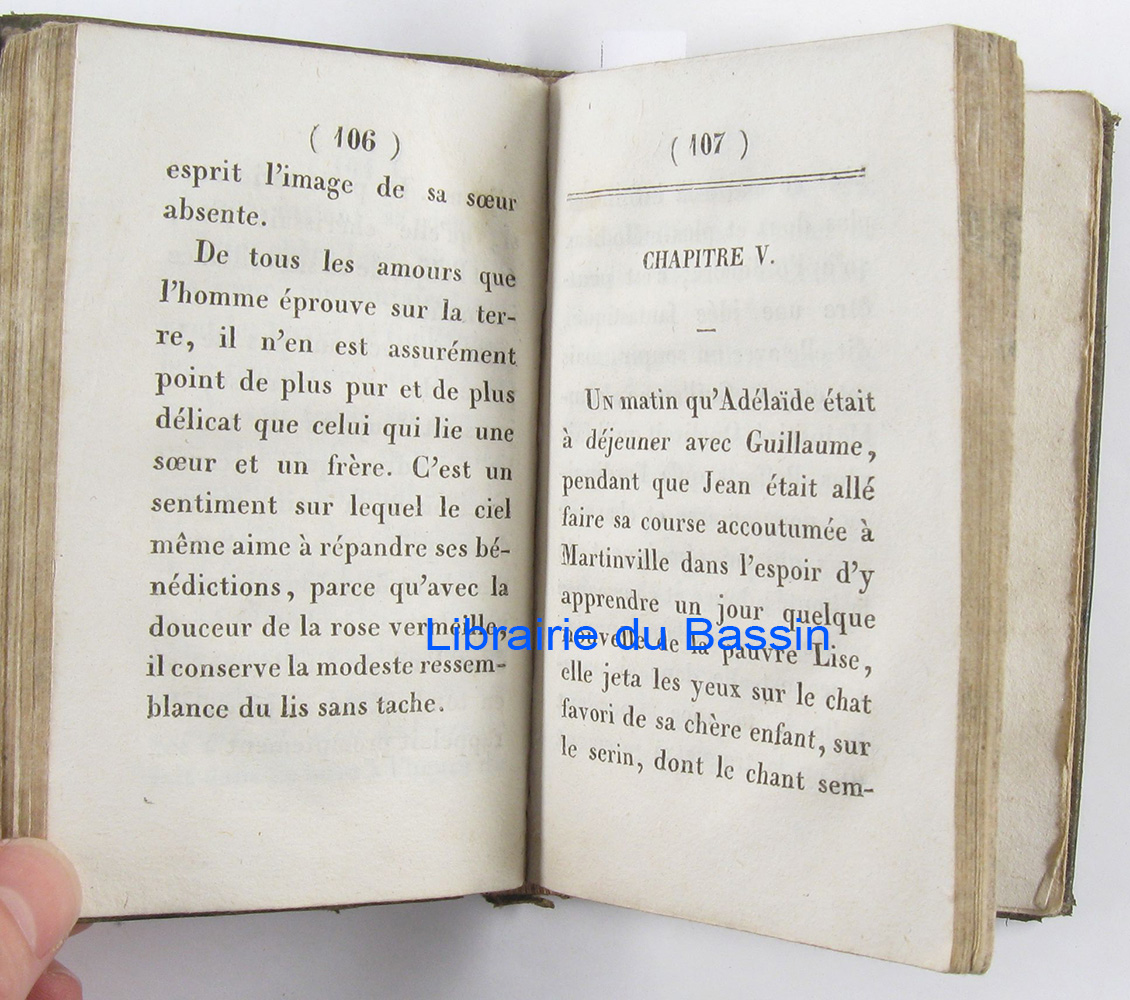 ( 106 )
esprit l'image de sa sœur
absente.
De tous les amours que
l'homme éprouve sur la ter-
re, il n'en est assurément
point de plus pur et de plus
délicat que celui qui lie une
sœur et un frère. C'est un
sentiment sur lequel le ciel
même aime à répandre ses bé-
nédictions, parce qu'avec la
douceur de la rose vermeille,
il conserve la modeste ressem-
blance du lis sans tache.
( 107 )
CHAPITRE V.
UN matin qu'Adélaïde était
à déjeuner avec Guillaume,
pendant que Jean était allé
faire sa course accoutumée à
Martinville dans l'espoir d'y
apprendre un jour quelque
nouvelle de la pauvre Lise,
elle jeta les yeux sur le chat
favori de sa chère enfant, sur
le serin, dont le chant sem-
Librairie du Bassin